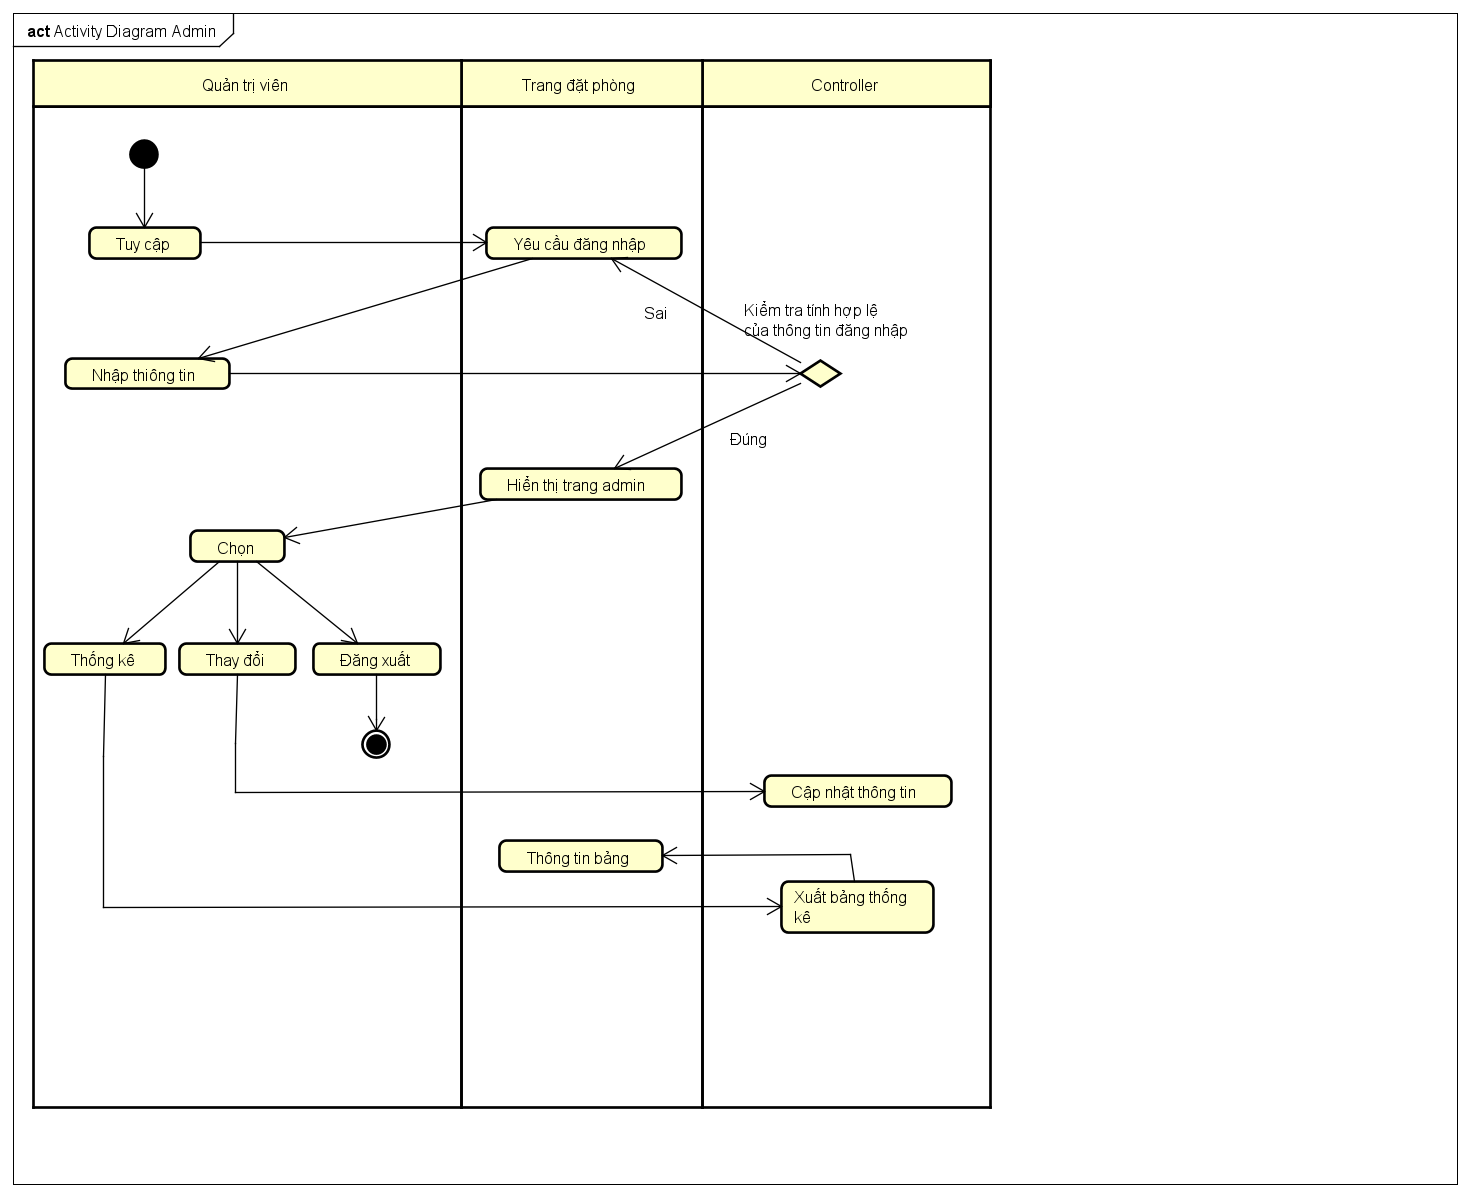 act Activity Diagram Admin
Quản trị viên
Trang đặt phòng
Controller
Tuy cập
Yêu cầu đăng nhập
Sai
Kiểm tra tính hợp lệ
của thông tin đăng nhập
Nhập thiông tin
Đúng
Hiển thị trang admin
Chọn
Thống kê
Thay đổi
Đăng xuất
Cập nhật thông tin
Thông tin bảng
Xuất bảng thống
kê